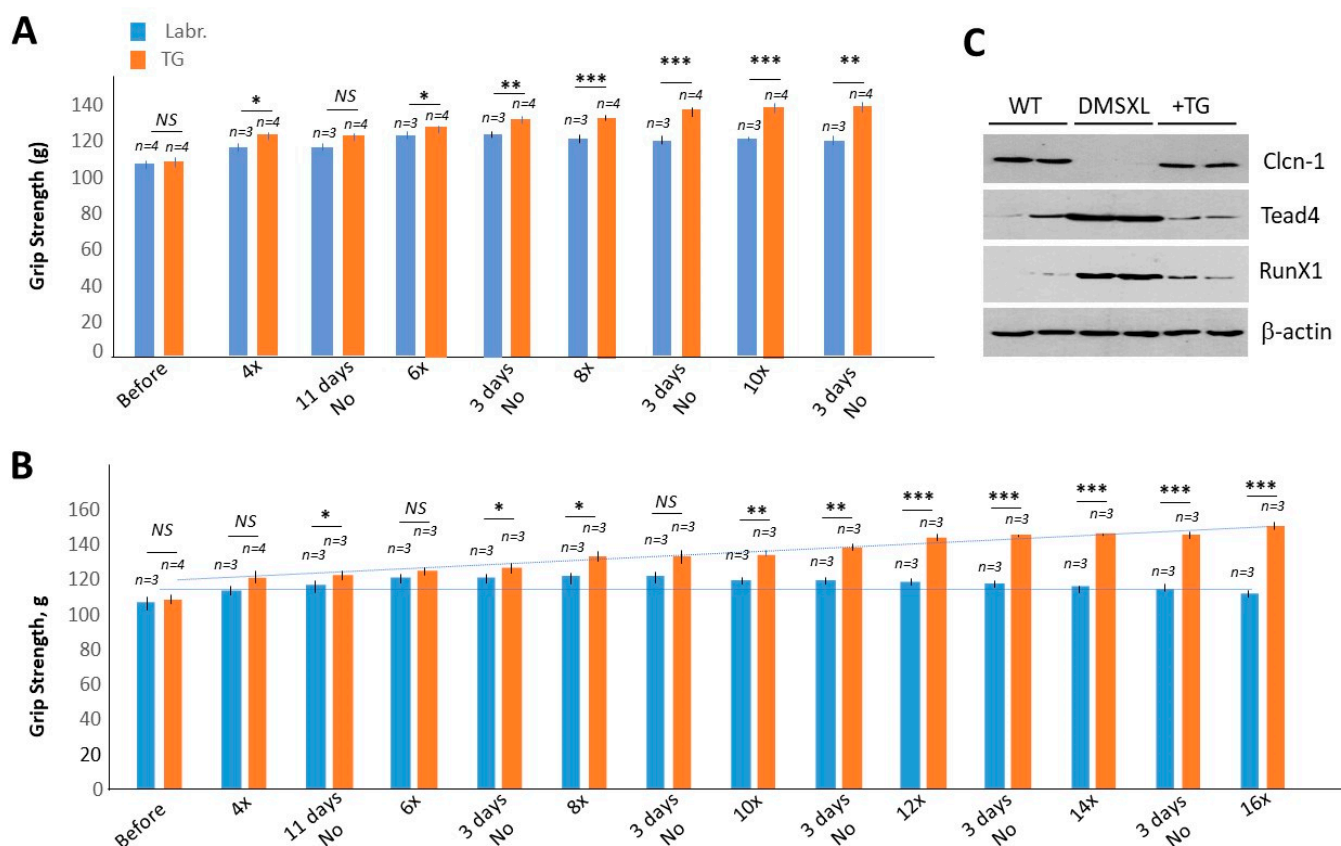 A
Labr.
TG
Grip Strength (g)
140
120
100
80
60
40
20
0
NS
n=4 n=4
*
n=3 n=4
NS
n=3 n=4
*
n=3 n=4
**
n=3 n=4
***
n=3 n=4
***
n=3 n=4
***
n=3 n=4
**
n=3 n=4
Before
4x
11 days
No
6x
3 days
No
8x
3 days
No
10x
3 days
No
C
WT DMSXL +TG
Clcn-1
Tead4
RunX1
β-actin
B
Grip Strength, g
160
140
120
100
80
60
40
20
0
NS
n=3 n=4
NS
n=3 n=4
*
n=3 n=3
NS
n=3 n=3
*
n=3 n=3
*
n=3 n=3
NS
n=3 n=3
**
n=3 n=3
**
n=3 n=3
***
n=3 n=3
***
n=3 n=3
***
n=3 n=3
***
n=3 n=3
***
n=3 n=3
Before
4x
11 days
No
6x
3 days
No
8x
3 days
No
10x
3 days
No
12x
3 days
No
14x
3 days
No
16x